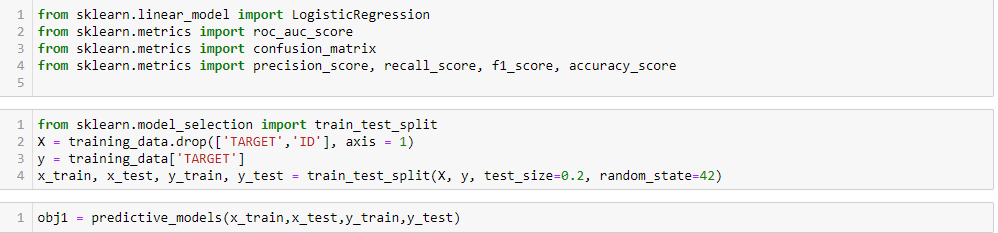 1 from sklearn.linear_model import LogisticRegression
2 from sklearn.metrics import roc_auc_score
3 from sklearn.metrics import confusion_matrix
4 from sklearn.metrics import precision_score, recall_score, f1_score, accuracy_score
5
1 from sklearn.model_selection import train_test_split
2 X = training_data.drop(['TARGET','ID'], axis = 1)
3 y = training_data['TARGET']
4 x_train, x_test, y_train, y_test = train_test_split(X, y, test_size=0.2, random_state=42)
1 obj1 = predictive_models(x_train,x_test,y_train,y_test)